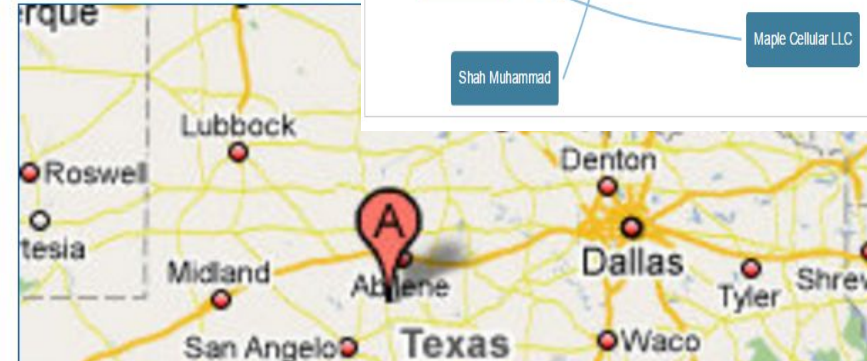 rque
Maple Cellular LLC
Shah Muhammad
Lubbock
Denton
Roswell
A
tesia
Dallas
Midland
Abilene
Tyler
Shrev
San Angelo
Texas
Waco